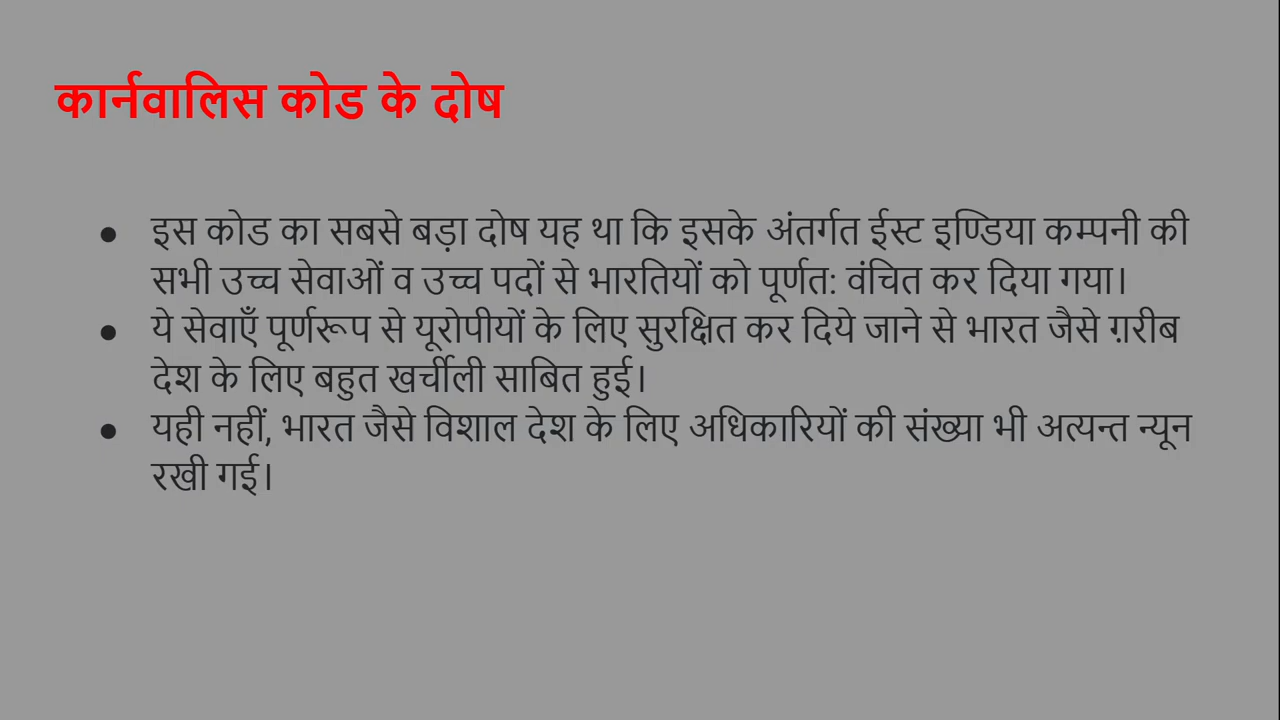 कार्नवालिस कोड के दोष
● इस कोड का सबसे बड़ा दोष यह था कि इसके अंतर्गत ईस्ट इण्डिया कम्पनी की
सभी उच्च सेवाओं व उच्च पदों से भारतियों को पूर्णत: वंचित कर दिया गया।
● ये सेवाएँ पूर्णरूप से यूरोपीयों के लिए सुरक्षित कर दिये जाने से भारत जैसे ग़रीब
देश के लिए बहुत खर्चीली साबित हुई।
● यही नहीं, भारत जैसे विशाल देश के लिए अधिकारियों की संख्या भी अत्यन्त न्यून
रखी गई।